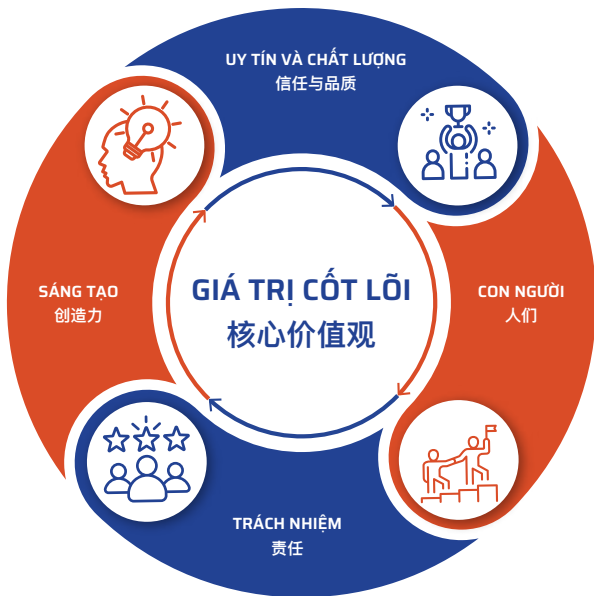 UY TÍN VÀ CHẤT LƯỢNG
信任与品质
SÁNG TẠO
创造力
GIÁ TRỊ CỐT LÕI
核心价值观
CON NGƯỜI
人们
TRÁCH NHIỆM
责任